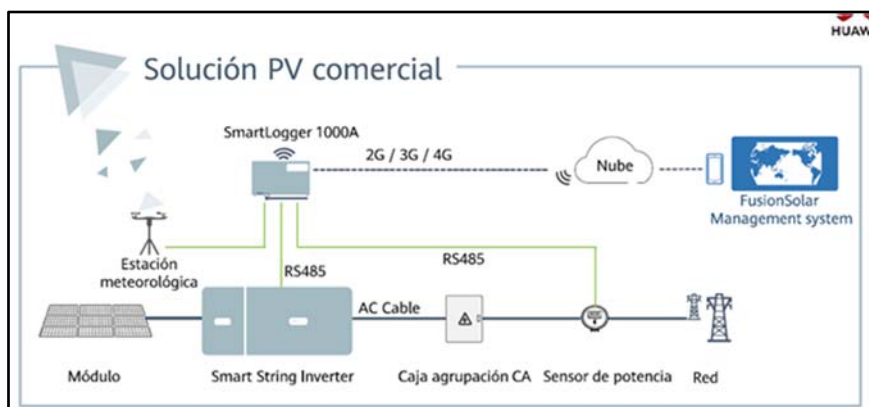 HUAW
Solución PV comercial
SmartLogger 1000A
2G / 3G / 4G
Nube
FusionSolar
Management system
Estación
meteorológica
RS485
RS485
AC Cable
Módulo
Smart String Inverter
Caja agrupación CA
Sensor de potencia
Red